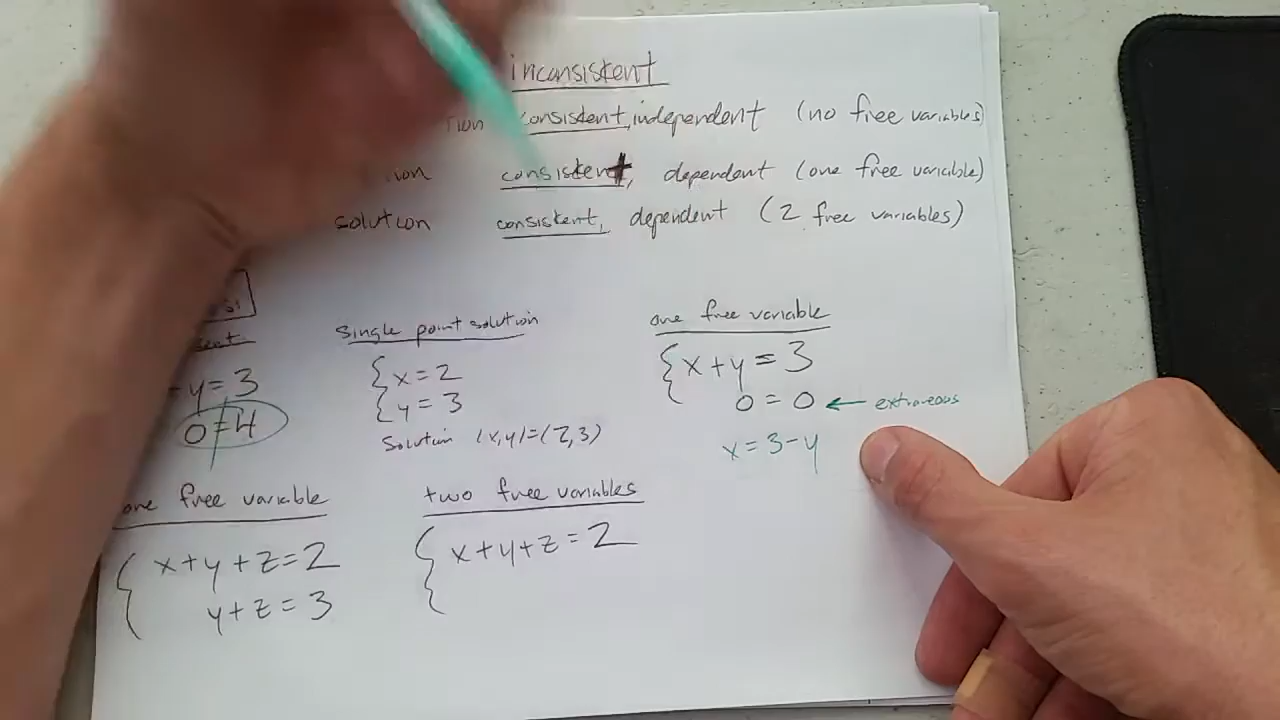 inconsistent
consistent, independent (no free variables)
consistent, dependent (one free variable)
solution consistent, dependent (2 free variables)
single point solution
{ x = 2
{ y = 3
Solution (x,y)=(2,3)
one free variable
{ x + y = 3
0 = 0 ← extraneous
x = 3 - y
y = 3
0 ≠ 4
one free variable
{ x + y + z = 2
y + z = 3
two free variables
{ x + y + z = 2